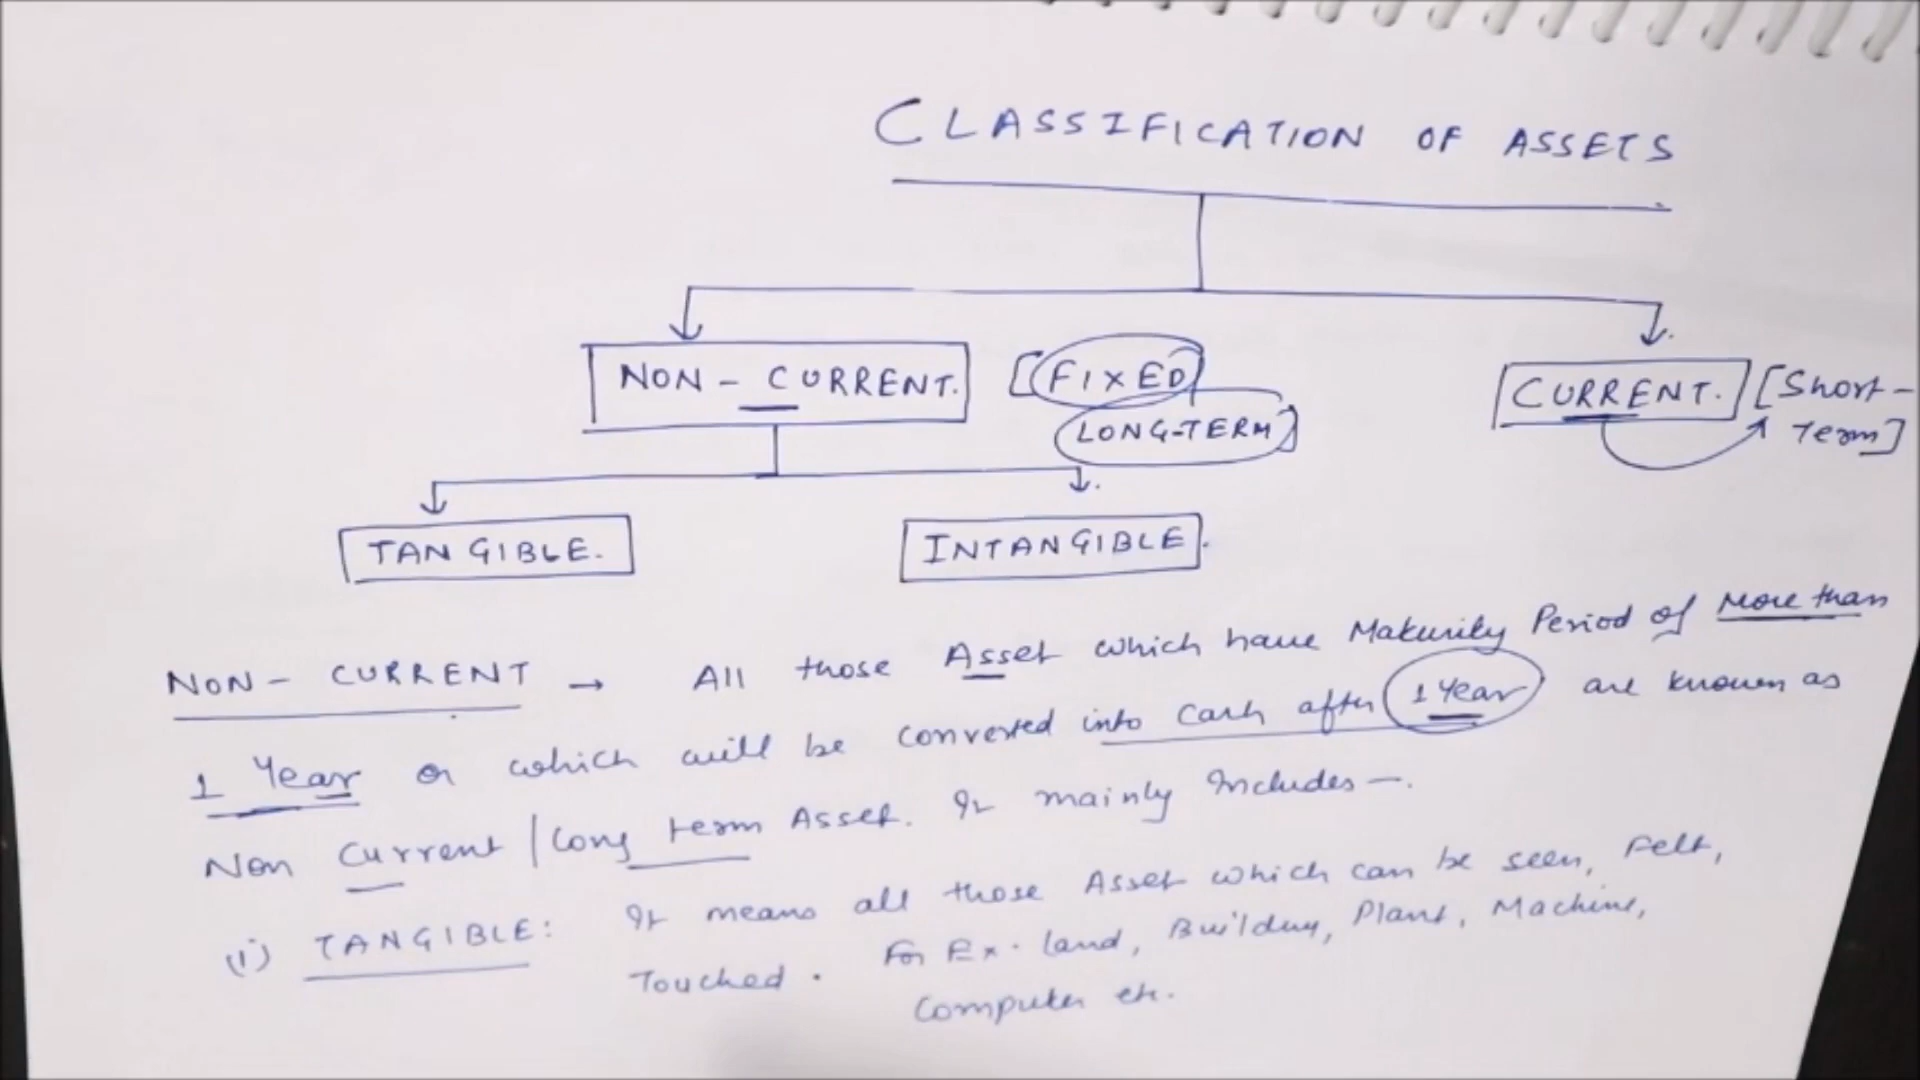 CLASSIFICATION OF ASSETS
NON - CURRENT. [FIXED
LONG-TERM]
CURRENT. [Short-
Term]
TANGIBLE.
INTANGIBLE.
NON - CURRENT → All those Asset which have Maturity Period of More than
1 Year or which will be converted into Cash after 1 Year are known as
Non Current / Long term Asset. It mainly Includes —.
(i) TANGIBLE: It means all those Asset which can be seen, Felt,
Touched. For Ex. land, Building, Plant, Machine,
Computer etc.